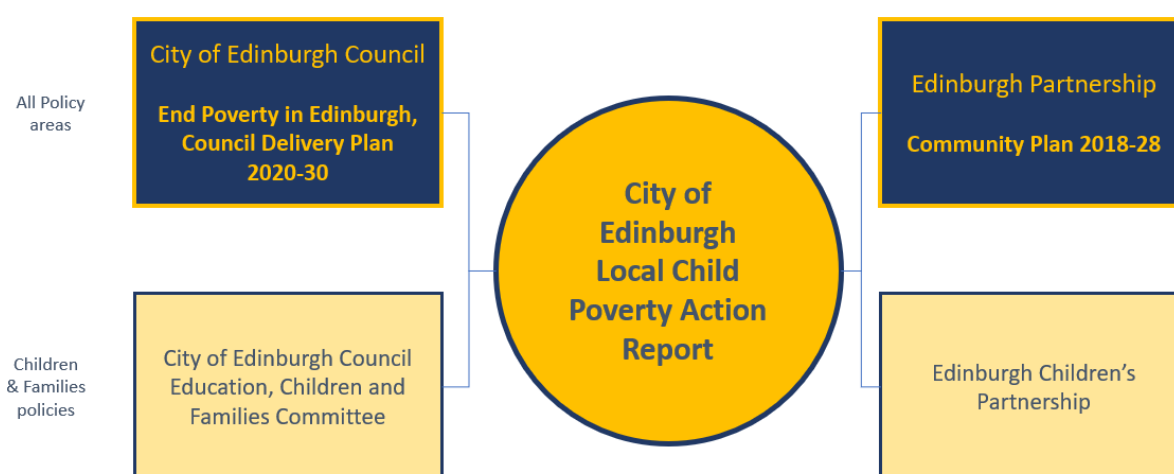 All Policy
areas
City of Edinburgh Council
End Poverty in Edinburgh,
Council Delivery Plan
2020-30
City of
Edinburgh
Local Child
Poverty Action
Report
Edinburgh Partnership
Community Plan 2018-28
Children
& Families
policies
City of Edinburgh Council
Education, Children and
Families Committee
Edinburgh Children’s
Partnership